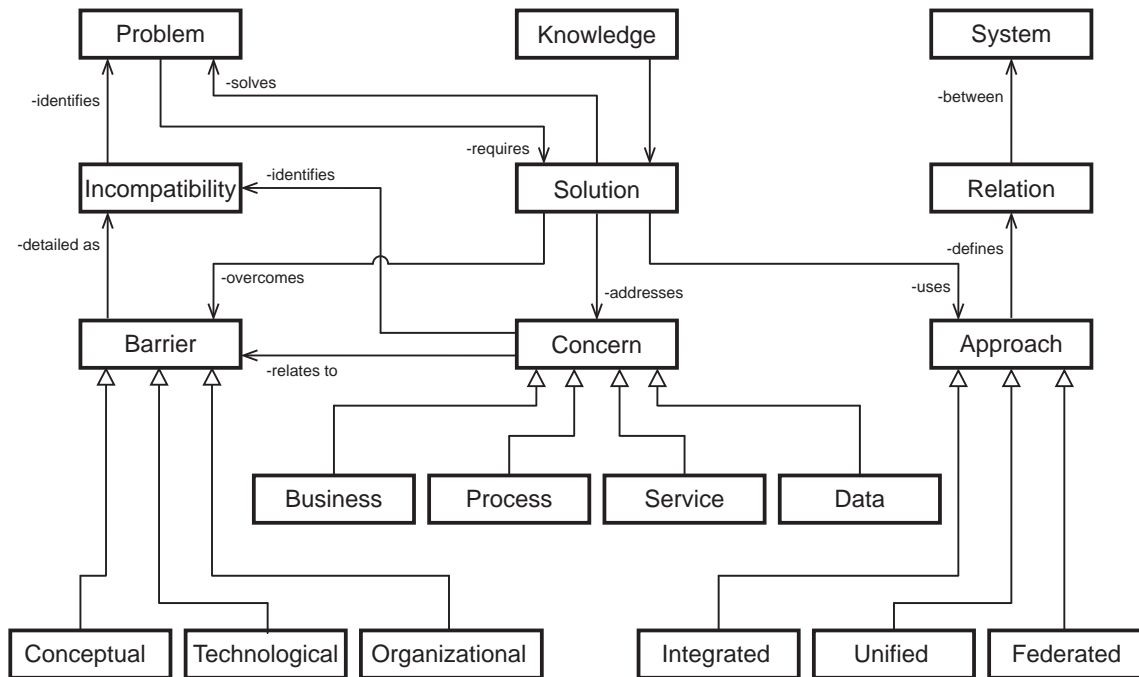 Problem
Knowledge
System
-solves
-identifies
-between
-requires
Incompatibility
-identifies
Solution
Relation
-detailed as
-defines
-overcomes
-addresses
-uses
Barrier
Concern
Approach
-relates to
Business
Process
Service
Data
Conceptual
Technological
Organizational
Integrated
Unified
Federated